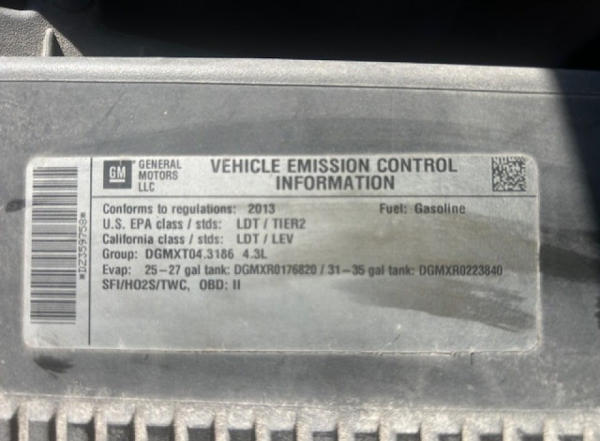 GM
GENERAL
MOTORS
LLC
VEHICLE EMISSION CONTROL
INFORMATION
*DZ359758*
Conforms to regulations: 2013 Fuel: Gasoline
U.S. EPA class / stds: LDT / TIER2
California class / stds: LDT / LEV
Group: DGMXT04.3186 4.3L
Evap: 25-27 gal tank: DGMXR0176820 / 31-35 gal tank: DGMXR0223840
SFI/HO2S/TWC, OBD: II